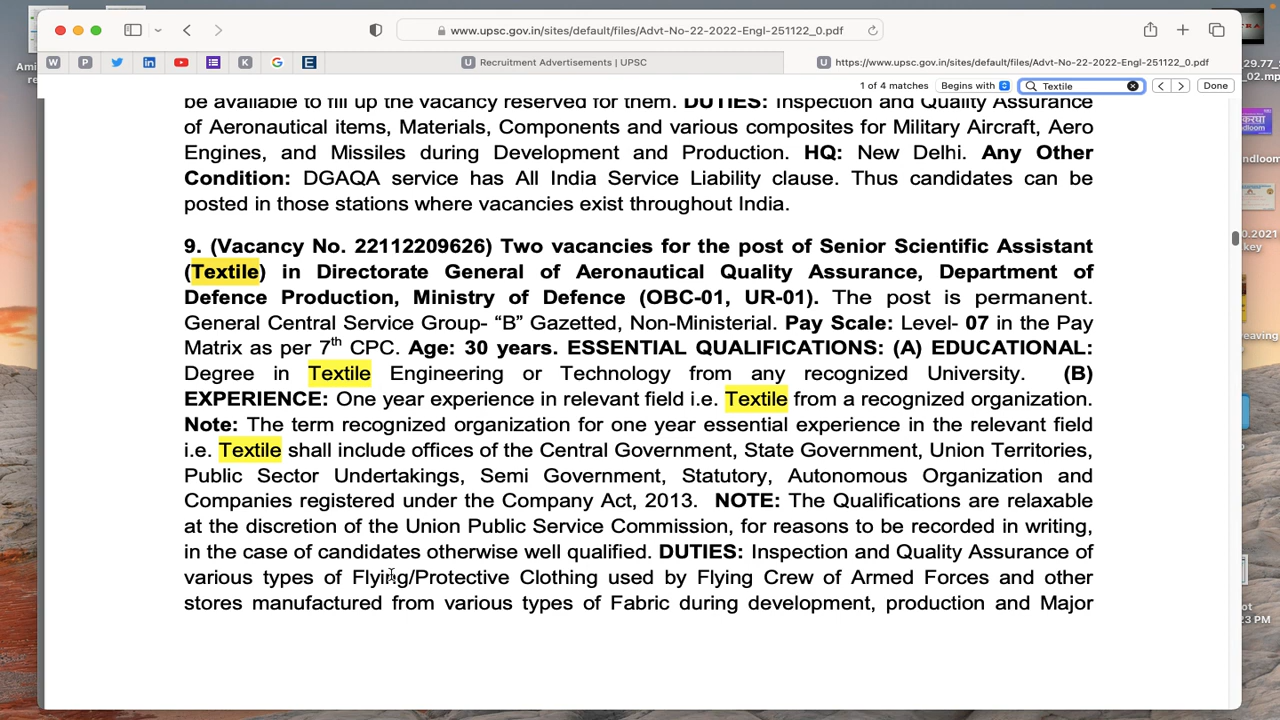 www.upsc.gov.in/sites/default/files/Advt-No-22-2022-Engl-251122_0.pdf
W P K G E
Recruitment Advertisements | UPSC
https://www.upsc.gov.in/sites/default/files/Advt-No-22-2022-Engl-251122_0.pdf
1 of 4 matches Begins with Textile Done
be available to fill up the vacancy reserved for them. DUTIES: Inspection and Quality Assurance
of Aeronautical items, Materials, Components and various composites for Military Aircraft, Aero
Engines, and Missiles during Development and Production. HQ: New Delhi. Any Other
Condition: DGAQA service has All India Service Liability clause. Thus candidates can be
posted in those stations where vacancies exist throughout India.
9. (Vacancy No. 22112209626) Two vacancies for the post of Senior Scientific Assistant
(Textile) in Directorate General of Aeronautical Quality Assurance, Department of
Defence Production, Ministry of Defence (OBC-01, UR-01). The post is permanent.
General Central Service Group- “B” Gazetted, Non-Ministerial. Pay Scale: Level- 07 in the Pay
Matrix as per 7th CPC. Age: 30 years. ESSENTIAL QUALIFICATIONS: (A) EDUCATIONAL:
Degree in Textile Engineering or Technology from any recognized University. (B)
EXPERIENCE: One year experience in relevant field i.e. Textile from a recognized organization.
Note: The term recognized organization for one year essential experience in the relevant field
i.e. Textile shall include offices of the Central Government, State Government, Union Territories,
Public Sector Undertakings, Semi Government, Statutory, Autonomous Organization and
Companies registered under the Company Act, 2013. NOTE: The Qualifications are relaxable
at the discretion of the Union Public Service Commission, for reasons to be recorded in writing,
in the case of candidates otherwise well qualified. DUTIES: Inspection and Quality Assurance of
various types of Flying/Protective Clothing used by Flying Crew of Armed Forces and other
stores manufactured from various types of Fabric during development, production and Major